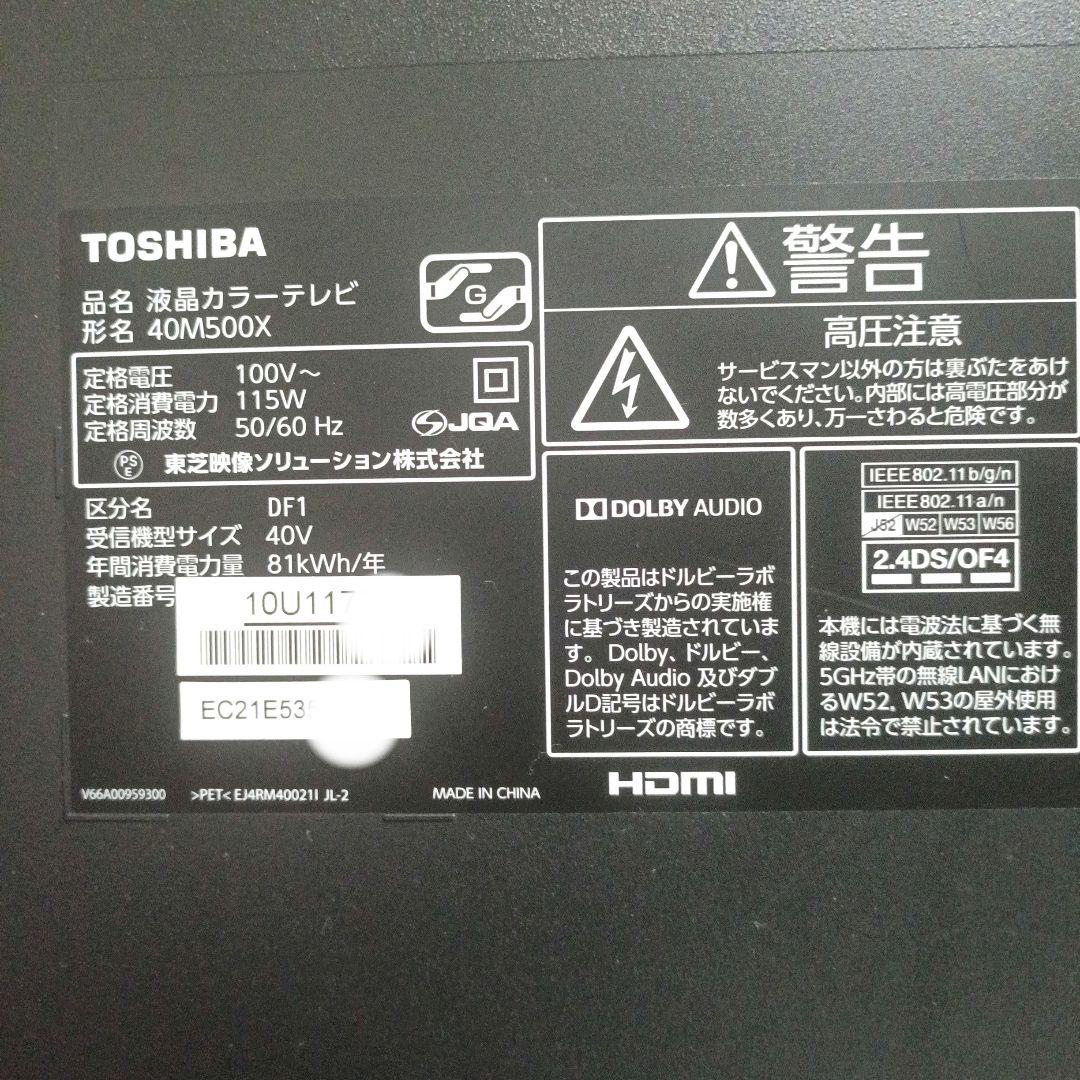 TOSHIBA
品名 液晶カラーテレビ
形名 40M500X
G
定格電圧 100V～
定格消費電力 115W
定格周波数 50/60 Hz
JQA
PS
E
東芝映像ソリューション株式会社
区分名 DF1
受信機型サイズ 40V
年間消費電力量 81kWh/年
製造番号
10U117
EC21E53
V66A00959300 >PET< EJ4RM40021I JL-2 MADE IN CHINA
警告
高圧注意
サービスマン以外の方は裏ぶたをあけ
ないでください。内部には高電圧部分が
数多くあり、万一さわると危険です。
DOLBY AUDIO
この製品はドルビーラボ
ラトリーズからの実施権
に基づき製造されていま
す。Dolby、ドルビー、
Dolby Audio 及びダブ
ルD記号はドルビーラボ
ラトリーズの商標です。
HDMI
IEEE802.11b/g/n
IEEE802.11a/n
J52 W52 W53 W56
2.4DS/OF4
本機には電波法に基づく無
線設備が内蔵されています。
5GHz帯の無線LANにおけ
るW52，W53の屋外使用
は法令で禁止されています。